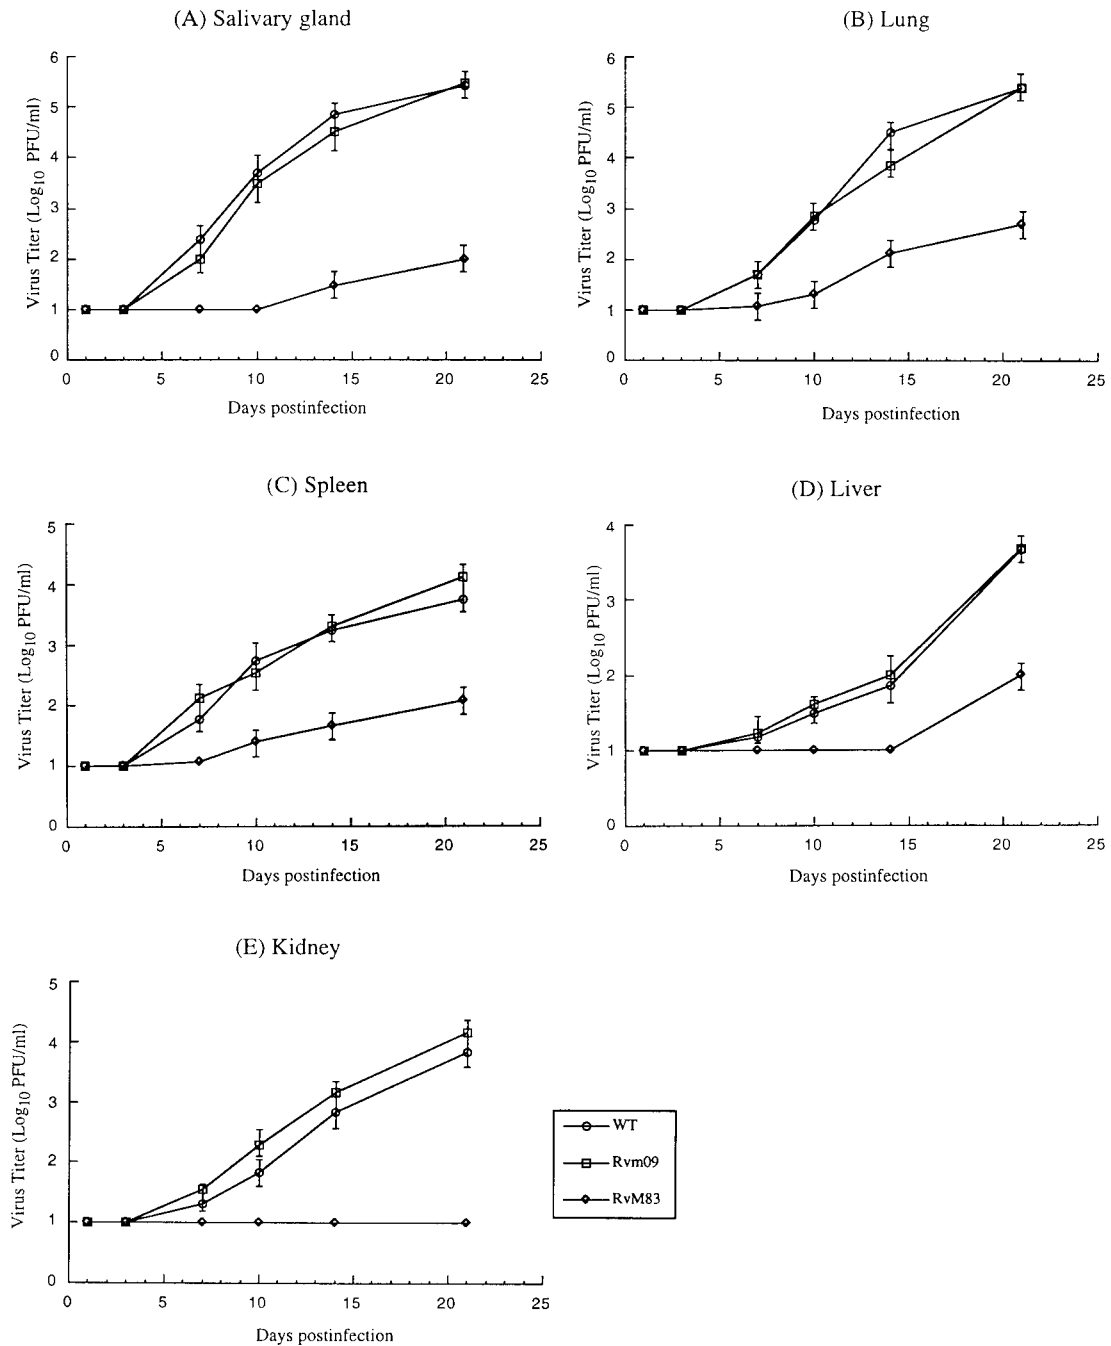 (A) Salivary gland
Virus Titer (Log10 PFU/ml)
6
5
4
3
2
1
0
0 5 10 15 20 25
Days postinfection
(B) Lung
Virus Titer (Log10 PFU/ml)
6
5
4
3
2
1
0
0 5 10 15 20 25
Days postinfection
(C) Spleen
Virus Titer (Log10 PFU/ml)
5
4
3
2
1
0
0 5 10 15 20 25
Days postinfection
(D) Liver
Virus Titer (Log10 PFU/ml)
4
3
2
1
0
0 5 10 15 20 25
Days postinfection
(E) Kidney
Virus Titer (Log10 PFU/ml)
5
4
3
2
1
0
0 5 10 15 20 25
Days postinfection
WT
Rvm09
RvM83